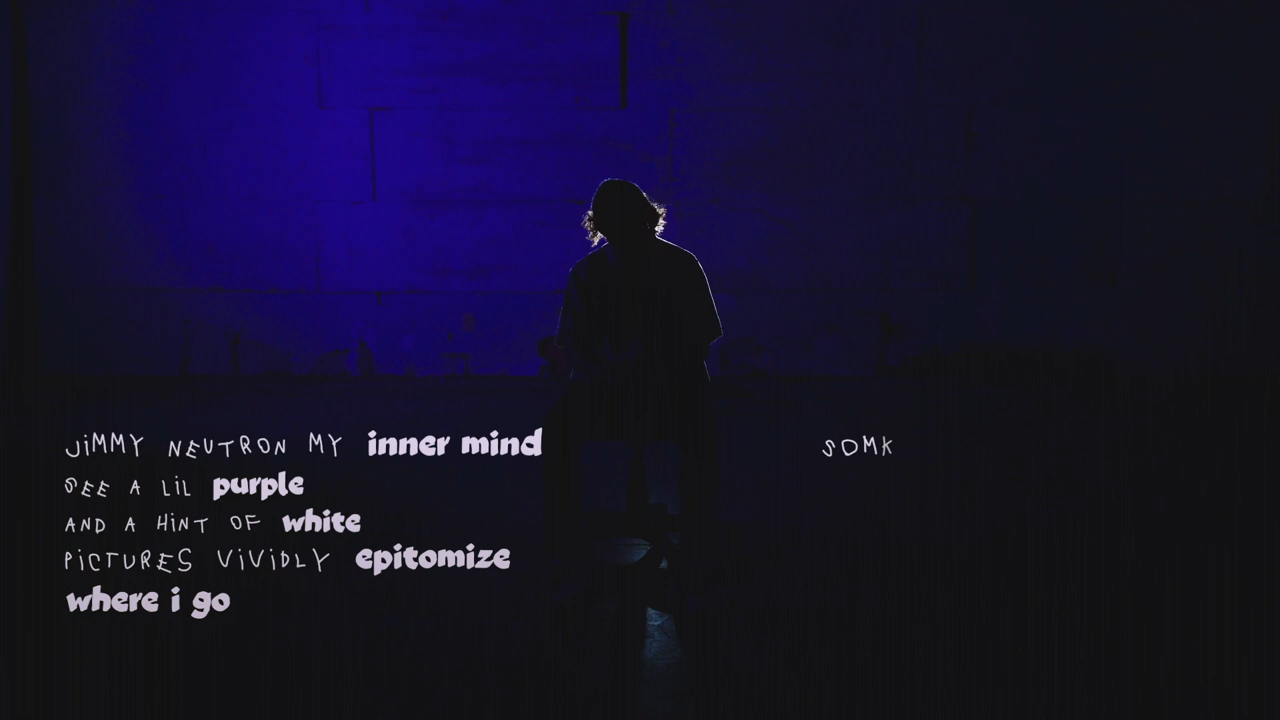 JiMMY NEUTRON MY inner mind
SEE A LiL purple
AND A HiNT OF white
PiCTURES ViViDLY epitomize
where i go
SOMK